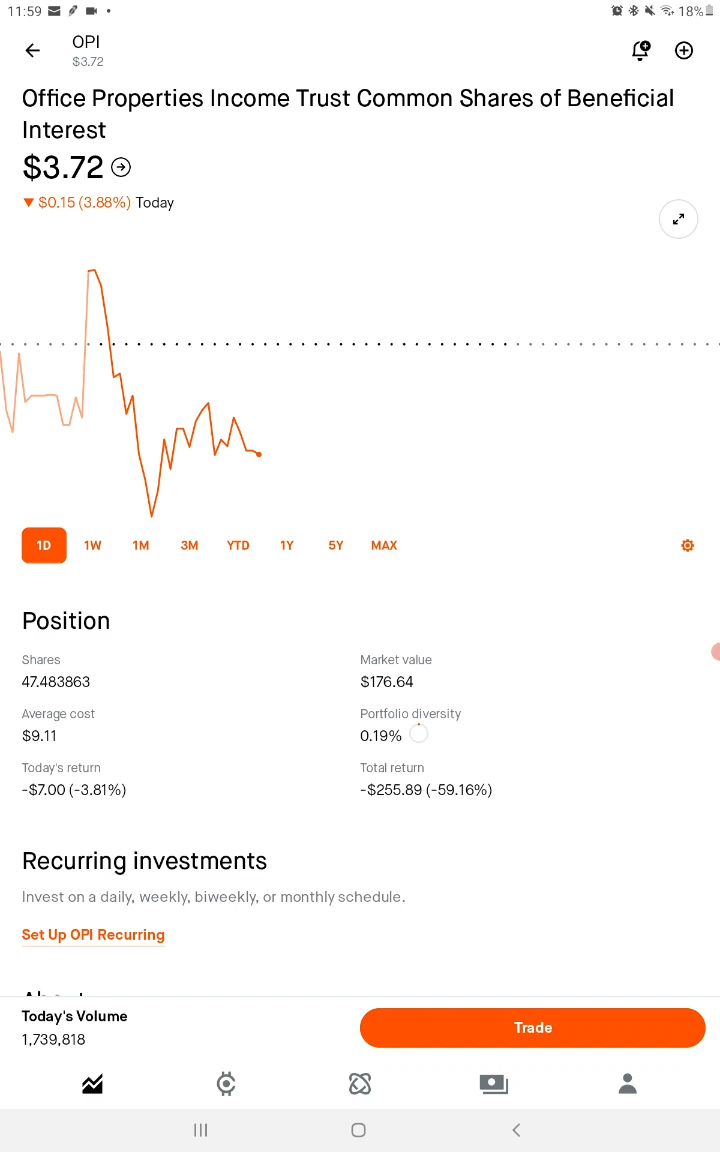 11:59
18%
OPI
$3.72
Office Properties Income Trust Common Shares of Beneficial
Interest
$3.72
▼ $0.15 (3.88%) Today
1D 1W 1M 3M YTD 1Y 5Y MAX
Position
Shares
47.483863
Market value
$176.64
Average cost
$9.11
Portfolio diversity
0.19%
Today's return
-$7.00 (-3.81%)
Total return
-$255.89 (-59.16%)
Recurring investments
Invest on a daily, weekly, biweekly, or monthly schedule.
Set Up OPI Recurring
Today's Volume
1,739,818
Trade